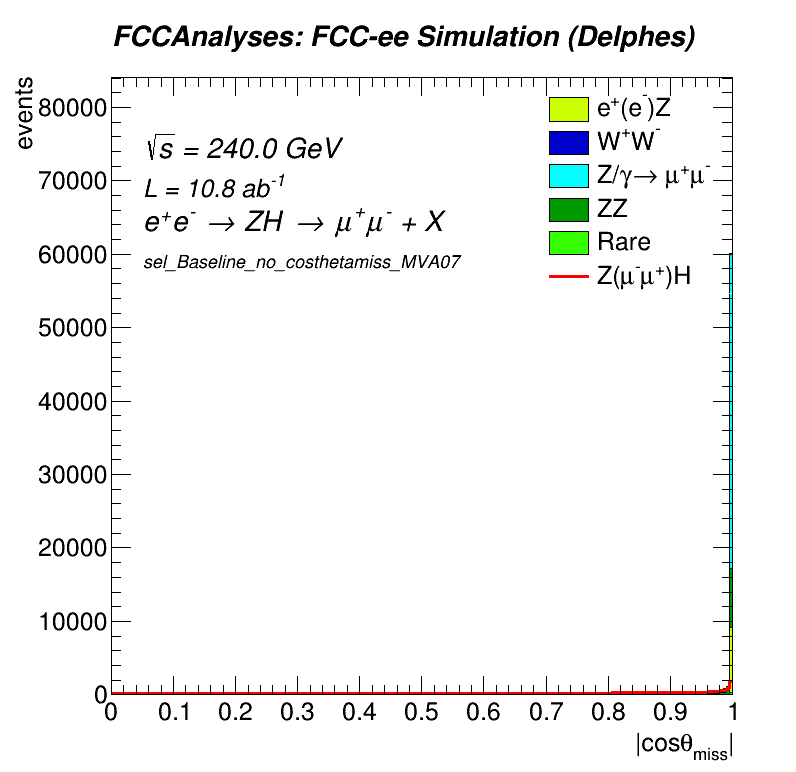 FCCAnalyses: FCC-ee Simulation (Delphes)
events
80000
70000
60000
50000
40000
30000
20000
10000
0
√s = 240.0 GeV
L = 10.8 ab⁻¹
e⁺e⁻ → ZH → μ⁺μ⁻ + X
sel_Baseline_no_costhetamiss_MVA07
e⁺(e⁻)Z
W⁺W⁻
Z/γ→ μ⁺μ⁻
ZZ
Rare
Z(μ⁻μ⁺)H
0 0.1 0.2 0.3 0.4 0.5 0.6 0.7 0.8 0.9 1
|cosθ_miss|